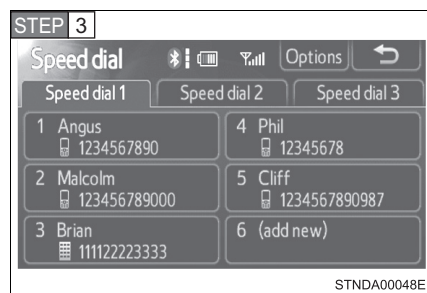 STEP 3
Speed dial Options
Speed dial 1 Speed dial 2 Speed dial 3
1 Angus
1234567890
2 Malcolm
123456789000
3 Brian
111122223333
4 Phil
12345678
5 Cliff
1234567890987
6 (add new)
STNDA00048E